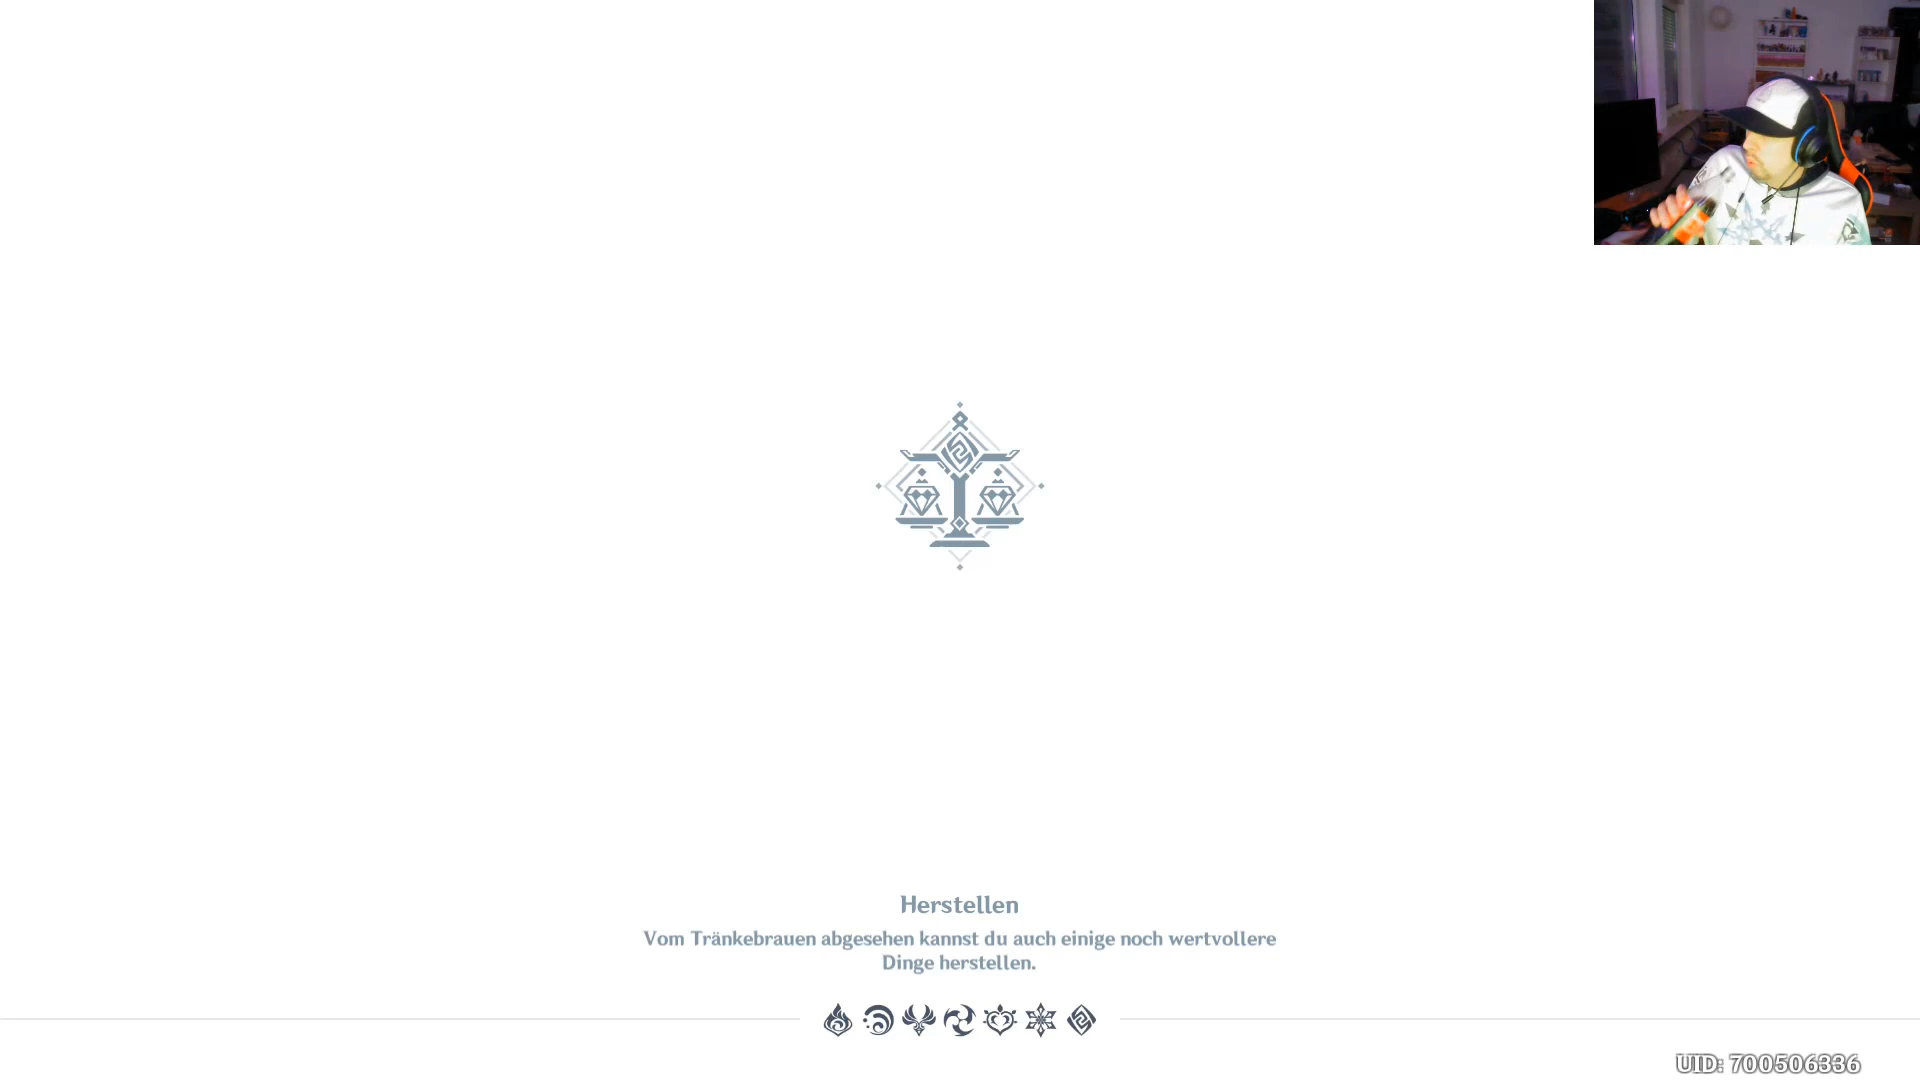 Herstellen
Vom Tränkebrauen abgesehen kannst du auch einige noch wertvollere
Dinge herstellen.
UID: 700506336